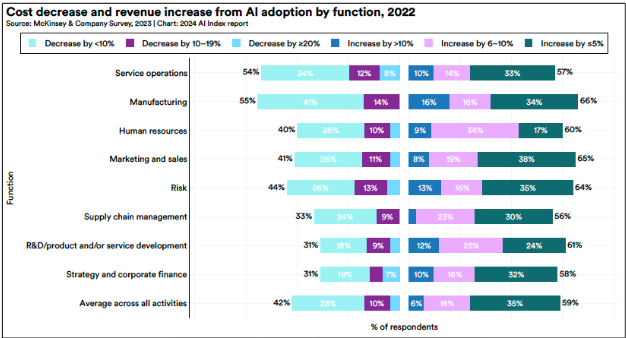 Cost decrease and revenue increase from AI adoption by function, 2022
Source: McKinsey & Company Survey, 2023 | Chart: 2024 AI Index report
Decrease by <10% Decrease by 10–19% Decrease by ≥20% Increase by >10% Increase by 6–10% Increase by ≤5%
Service operations 54% 34% 12% 8% 10% 14% 33% 57%
Manufacturing 55% 41% 14% 16% 16% 34% 66%
Human resources 40% 26% 10% 9% 34% 17% 60%
Marketing and sales 41% 26% 11% 8% 19% 38% 65%
Risk 44% 26% 13% 13% 16% 35% 64%
Supply chain management 33% 24% 9% 23% 30% 56%
R&D/product and/or service development 31% 18% 9% 12% 25% 24% 61%
Strategy and corporate finance 31% 19% 7% 10% 14% 32% 58%
Average across all activities 42% 28% 10% 6% 18% 35% 59%
Function
% of respondents